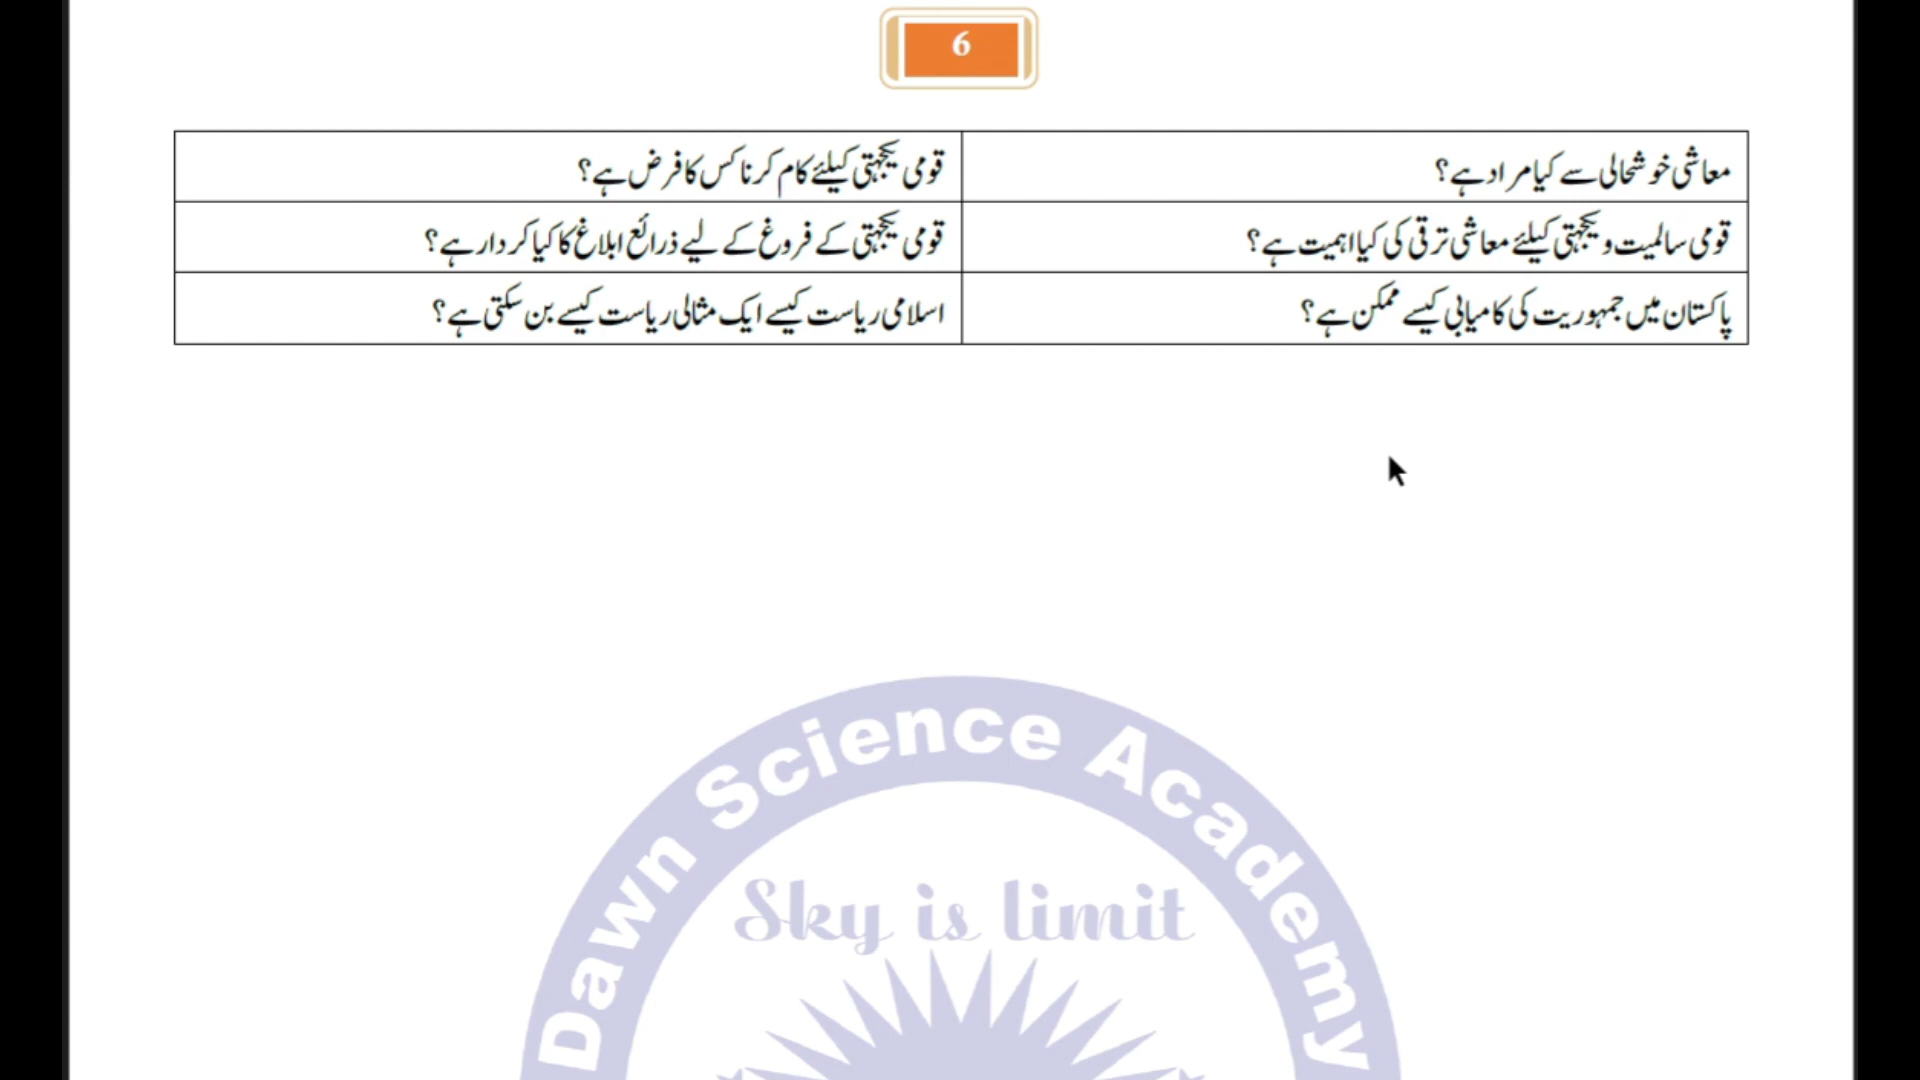 6
معاشی خوشحالی سے کیا مراد ہے؟
قومی یکجہتی کیلئے کام کرنا کس کا فرض ہے؟
قومی سالمیت و یکجہتی کیلئے معاشی ترقی کی کیا اہمیت ہے؟
قومی یکجہتی کے فروغ کے لیے ذرائع ابلاغ کا کیا کردار ہے؟
پاکستان میں جمہوریت کی کامیابی کیسے ممکن ہے؟
اسلامی ریاست کیسے ایک مثالی ریاست کیسے بن سکتی ہے؟
Dawn Science Academy
Sky is limit